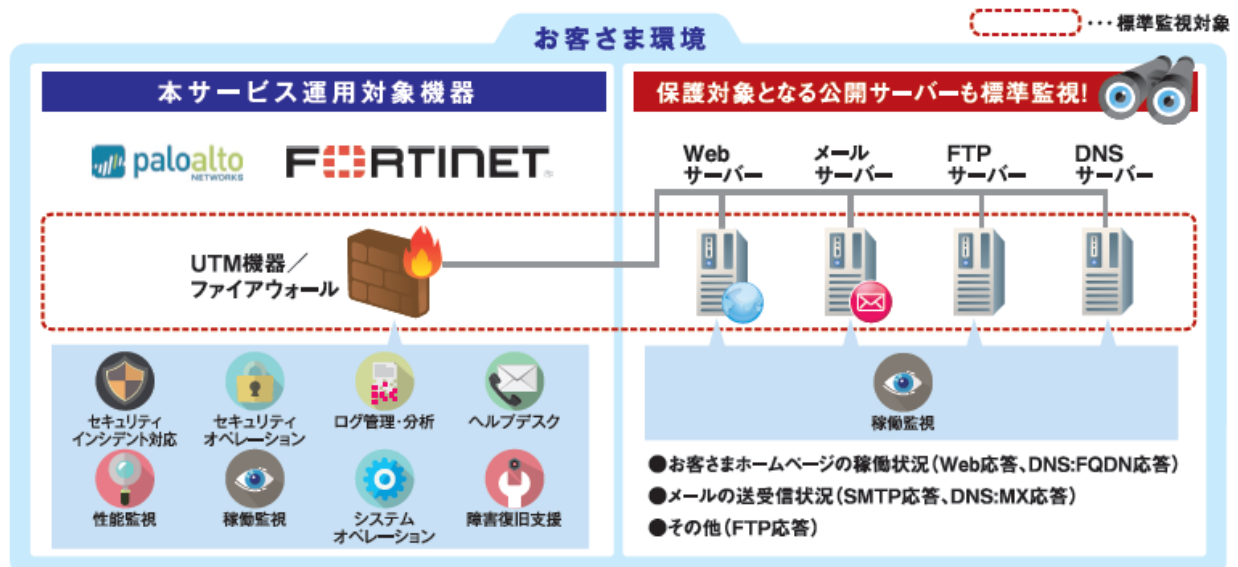 ・・・標準監視対象
お客さま環境
本サービス運用対象機器
保護対象となる公開サーバーも標準監視!
paloalto
NETWORKS
FORTINET
Web
サーバー
メール
サーバー
FTP
サーバー
DNS
サーバー
UTM機器／
ファイアウォール
セキュリティ
インシデント対応
セキュリティ
オペレーション
ログ管理・分析
ヘルプデスク
性能監視
稼働監視
システム
オペレーション
障害復旧支援
稼働監視
●お客さまホームページの稼働状況(Web応答、DNS:FQDN応答)
●メールの送受信状況(SMTP応答、DNS:MX応答)
●その他(FTP応答)